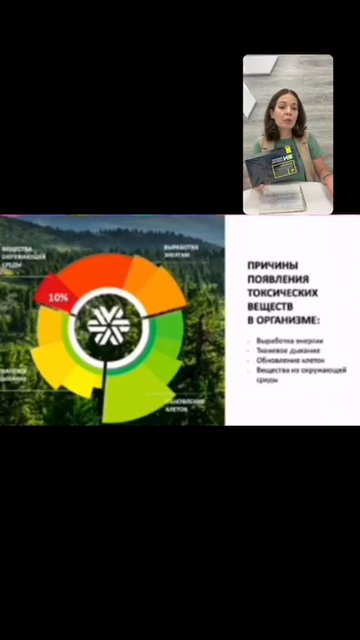 ВЕЩЕСТВА
ОКРУЖАЮЩЕЙ
СРЕДЫ
ВЫРАБОТКА
ЭНЕРГИИ
10%
ДЫХАНИЕ
КЛЕТОК
ПРИЧИНЫ
ПОЯВЛЕНИЯ
ТОКСИЧЕСКИХ
ВЕЩЕСТВ
В ОРГАНИЗМЕ:
- Выработка энергии
- Тканевое дыхание
- Обновление клеток
- Вещества из окружающей
среды